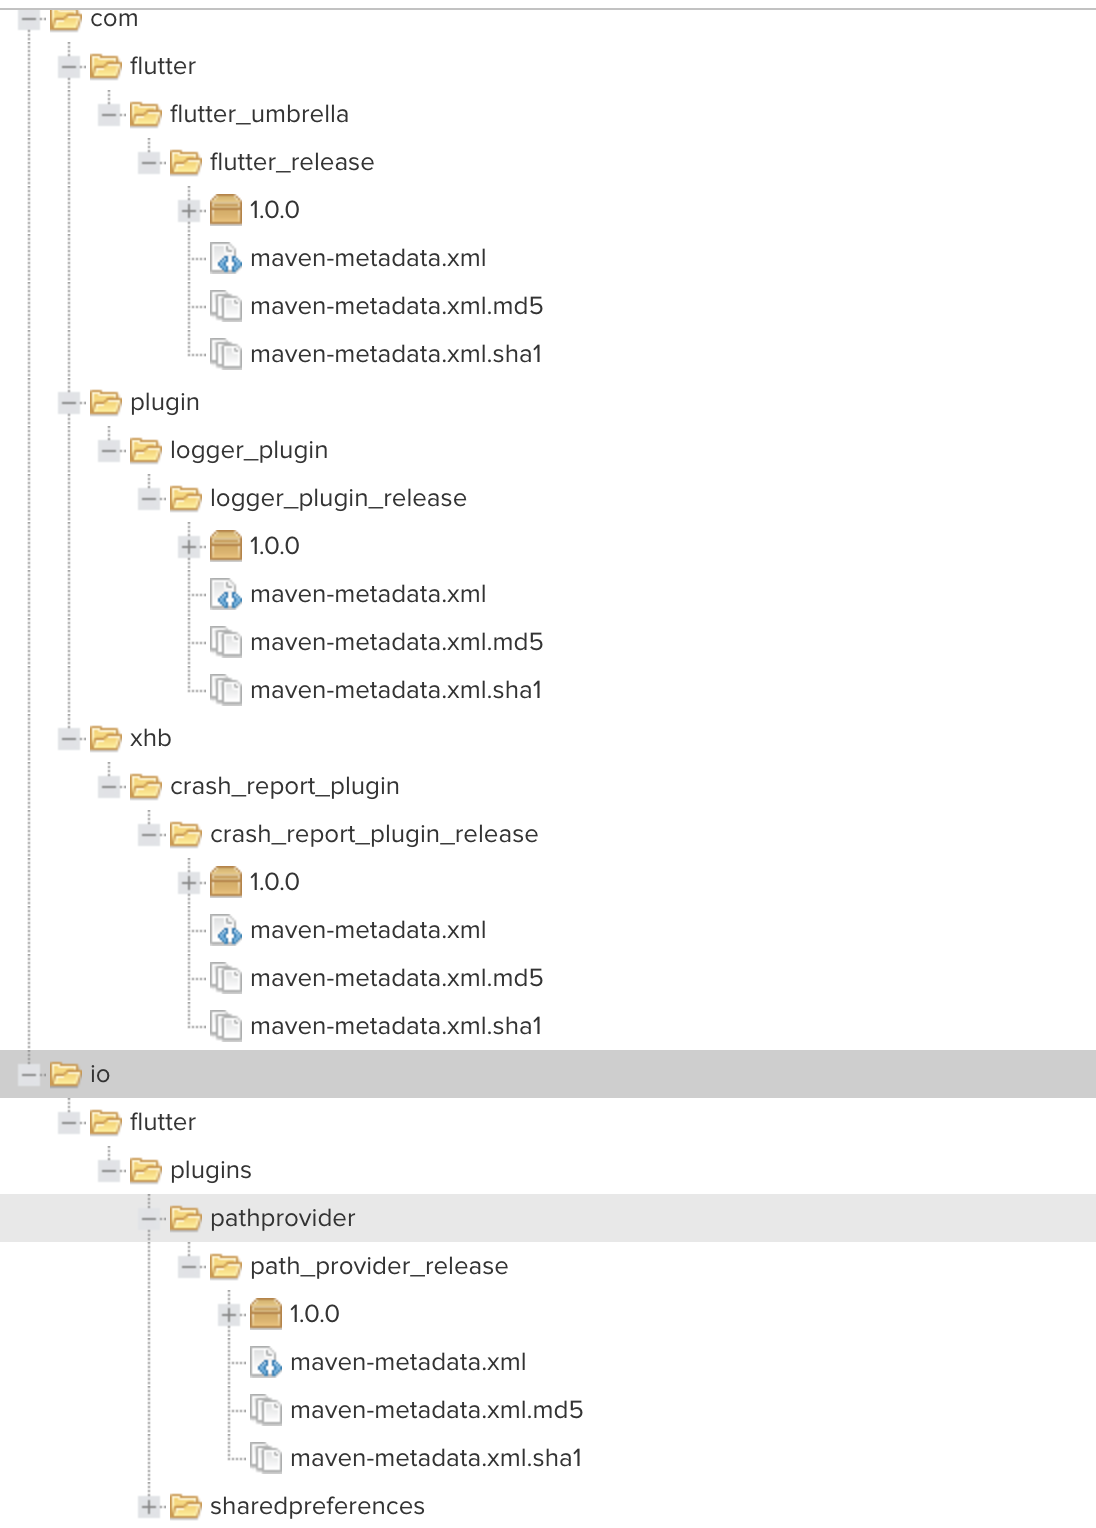 com
flutter
flutter_umbrella
flutter_release
1.0.0
maven-metadata.xml
maven-metadata.xml.md5
maven-metadata.xml.sha1
plugin
logger_plugin
logger_plugin_release
1.0.0
maven-metadata.xml
maven-metadata.xml.md5
maven-metadata.xml.sha1
xhb
crash_report_plugin
crash_report_plugin_release
1.0.0
maven-metadata.xml
maven-metadata.xml.md5
maven-metadata.xml.sha1
io
flutter
plugins
pathprovider
path_provider_release
1.0.0
maven-metadata.xml
maven-metadata.xml.md5
maven-metadata.xml.sha1
sharedpreferences